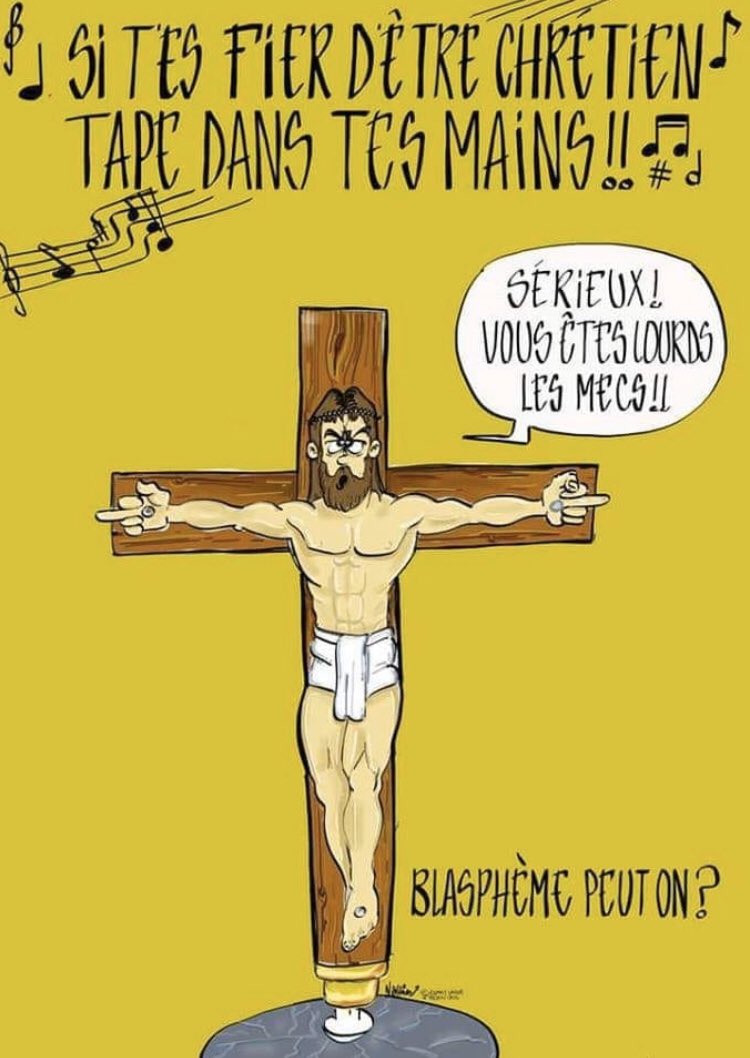 SI T'ES FIER D'ÊTRE CHRÉTIEN
TAPE DANS TES MAINS!!
SÉRIEUX!
VOUS ÊTES LOURDS
LES MECS!!
BLASPHÈME PEUT ON?